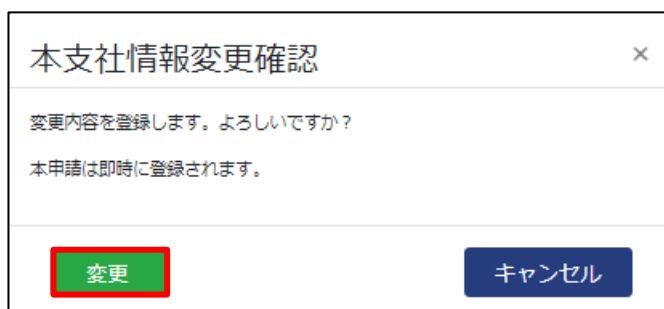 本支社情報変更確認
×
変更内容を登録します。よろしいですか？
本申請は即時に登録されます。
変更
キャンセル